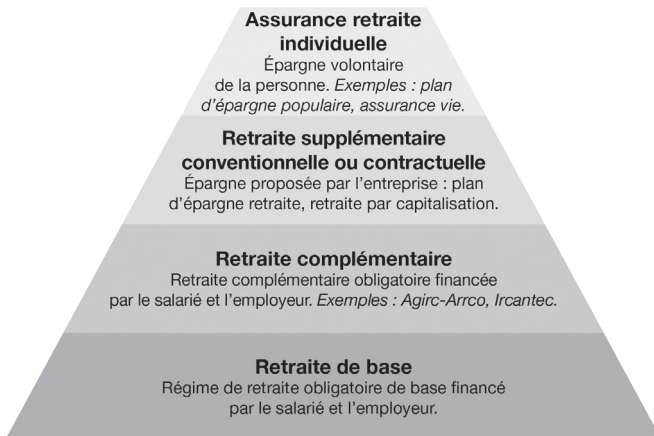 Assurance retraite
individuelle
Épargne volontaire
de la personne. Exemples : plan
d'épargne populaire, assurance vie.
Retraite supplémentaire
conventionnelle ou contractuelle
Épargne proposée par l'entreprise : plan
d'épargne retraite, retraite par capitalisation.
Retraite complémentaire
Retraite complémentaire obligatoire financée
par le salarié et l'employeur. Exemples : Agirc-Arrco, Ircantec.
Retraite de base
Régime de retraite obligatoire de base financé
par le salarié et l'employeur.